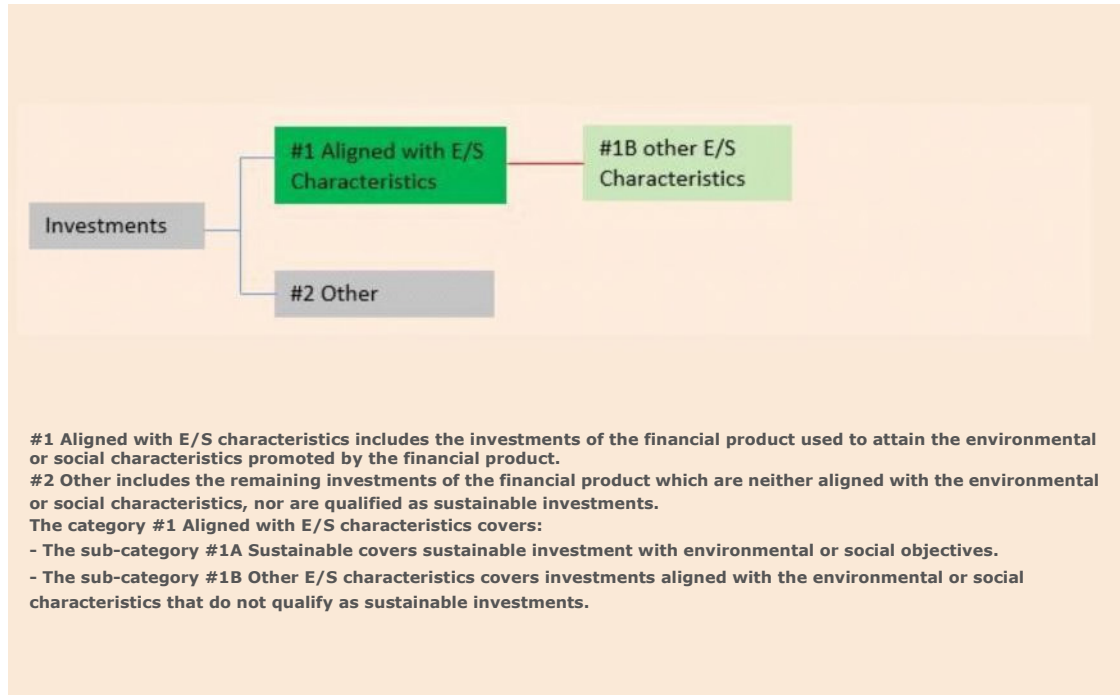 #1 Aligned with E/S
Characteristics
#1B other E/S
Characteristics
Investments
#2 Other
#1 Aligned with E/S characteristics includes the investments of the financial product used to attain the environmental
or social characteristics promoted by the financial product.
#2 Other includes the remaining investments of the financial product which are neither aligned with the environmental
or social characteristics, nor are qualified as sustainable investments.
The category #1 Aligned with E/S characteristics covers:
- The sub-category #1A Sustainable covers sustainable investment with environmental or social objectives.
- The sub-category #1B Other E/S characteristics covers investments aligned with the environmental or social
characteristics that do not qualify as sustainable investments.